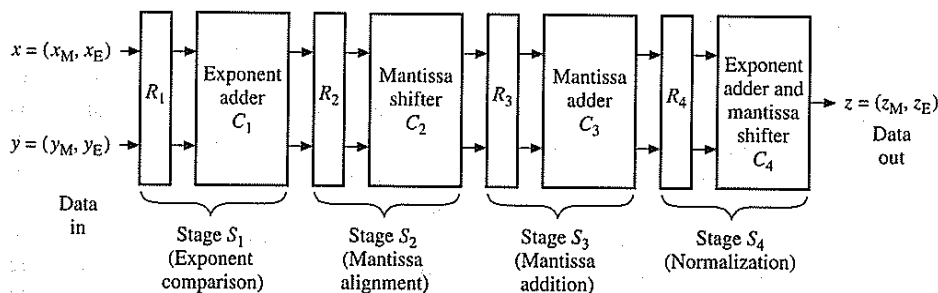 x = (x_M, x_E)
y = (y_M, y_E)
Data
in
R_1
Exponent
adder
C_1
R_2
Mantissa
shifter
C_2
R_3
Mantissa
adder
C_3
R_4
Exponent
adder and
mantissa
shifter
C_4
z = (z_M, z_E)
Data
out
Stage S_1
(Exponent
comparison)
Stage S_2
(Mantissa
alignment)
Stage S_3
(Mantissa
addition)
Stage S_4
(Normalization)